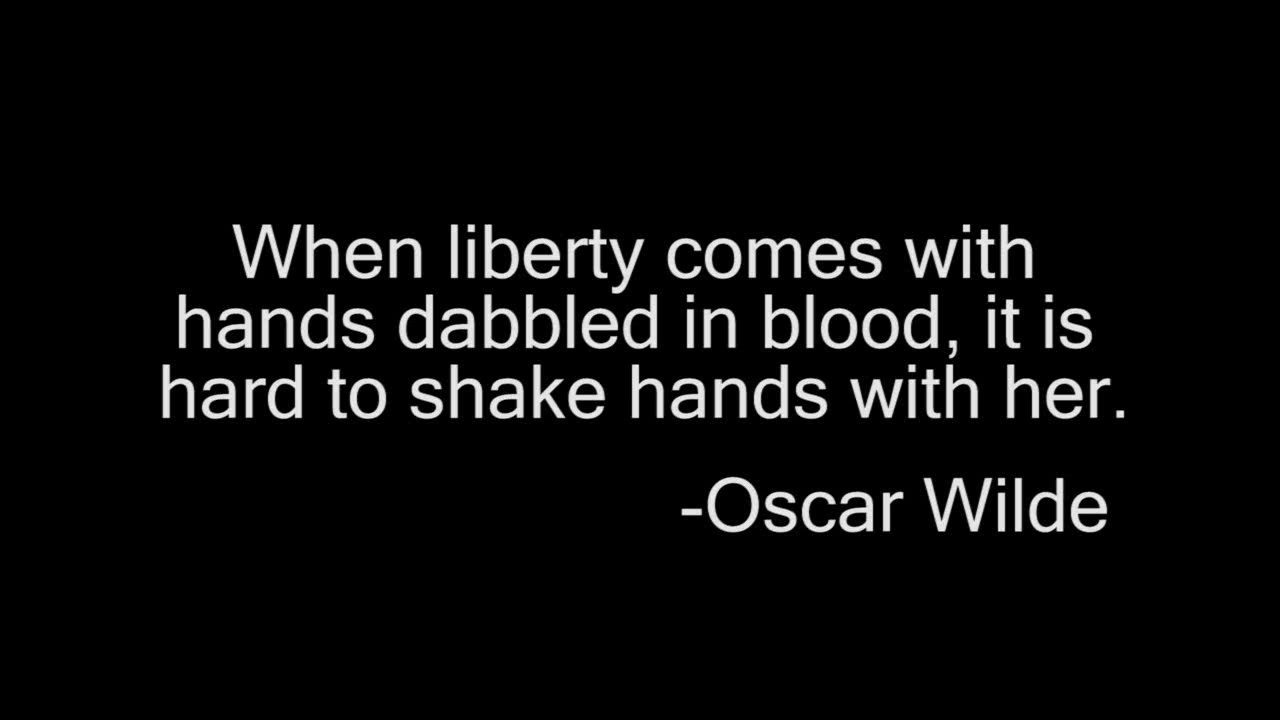 When liberty comes with
hands dabbled in blood, it is
hard to shake hands with her.
-Oscar Wilde